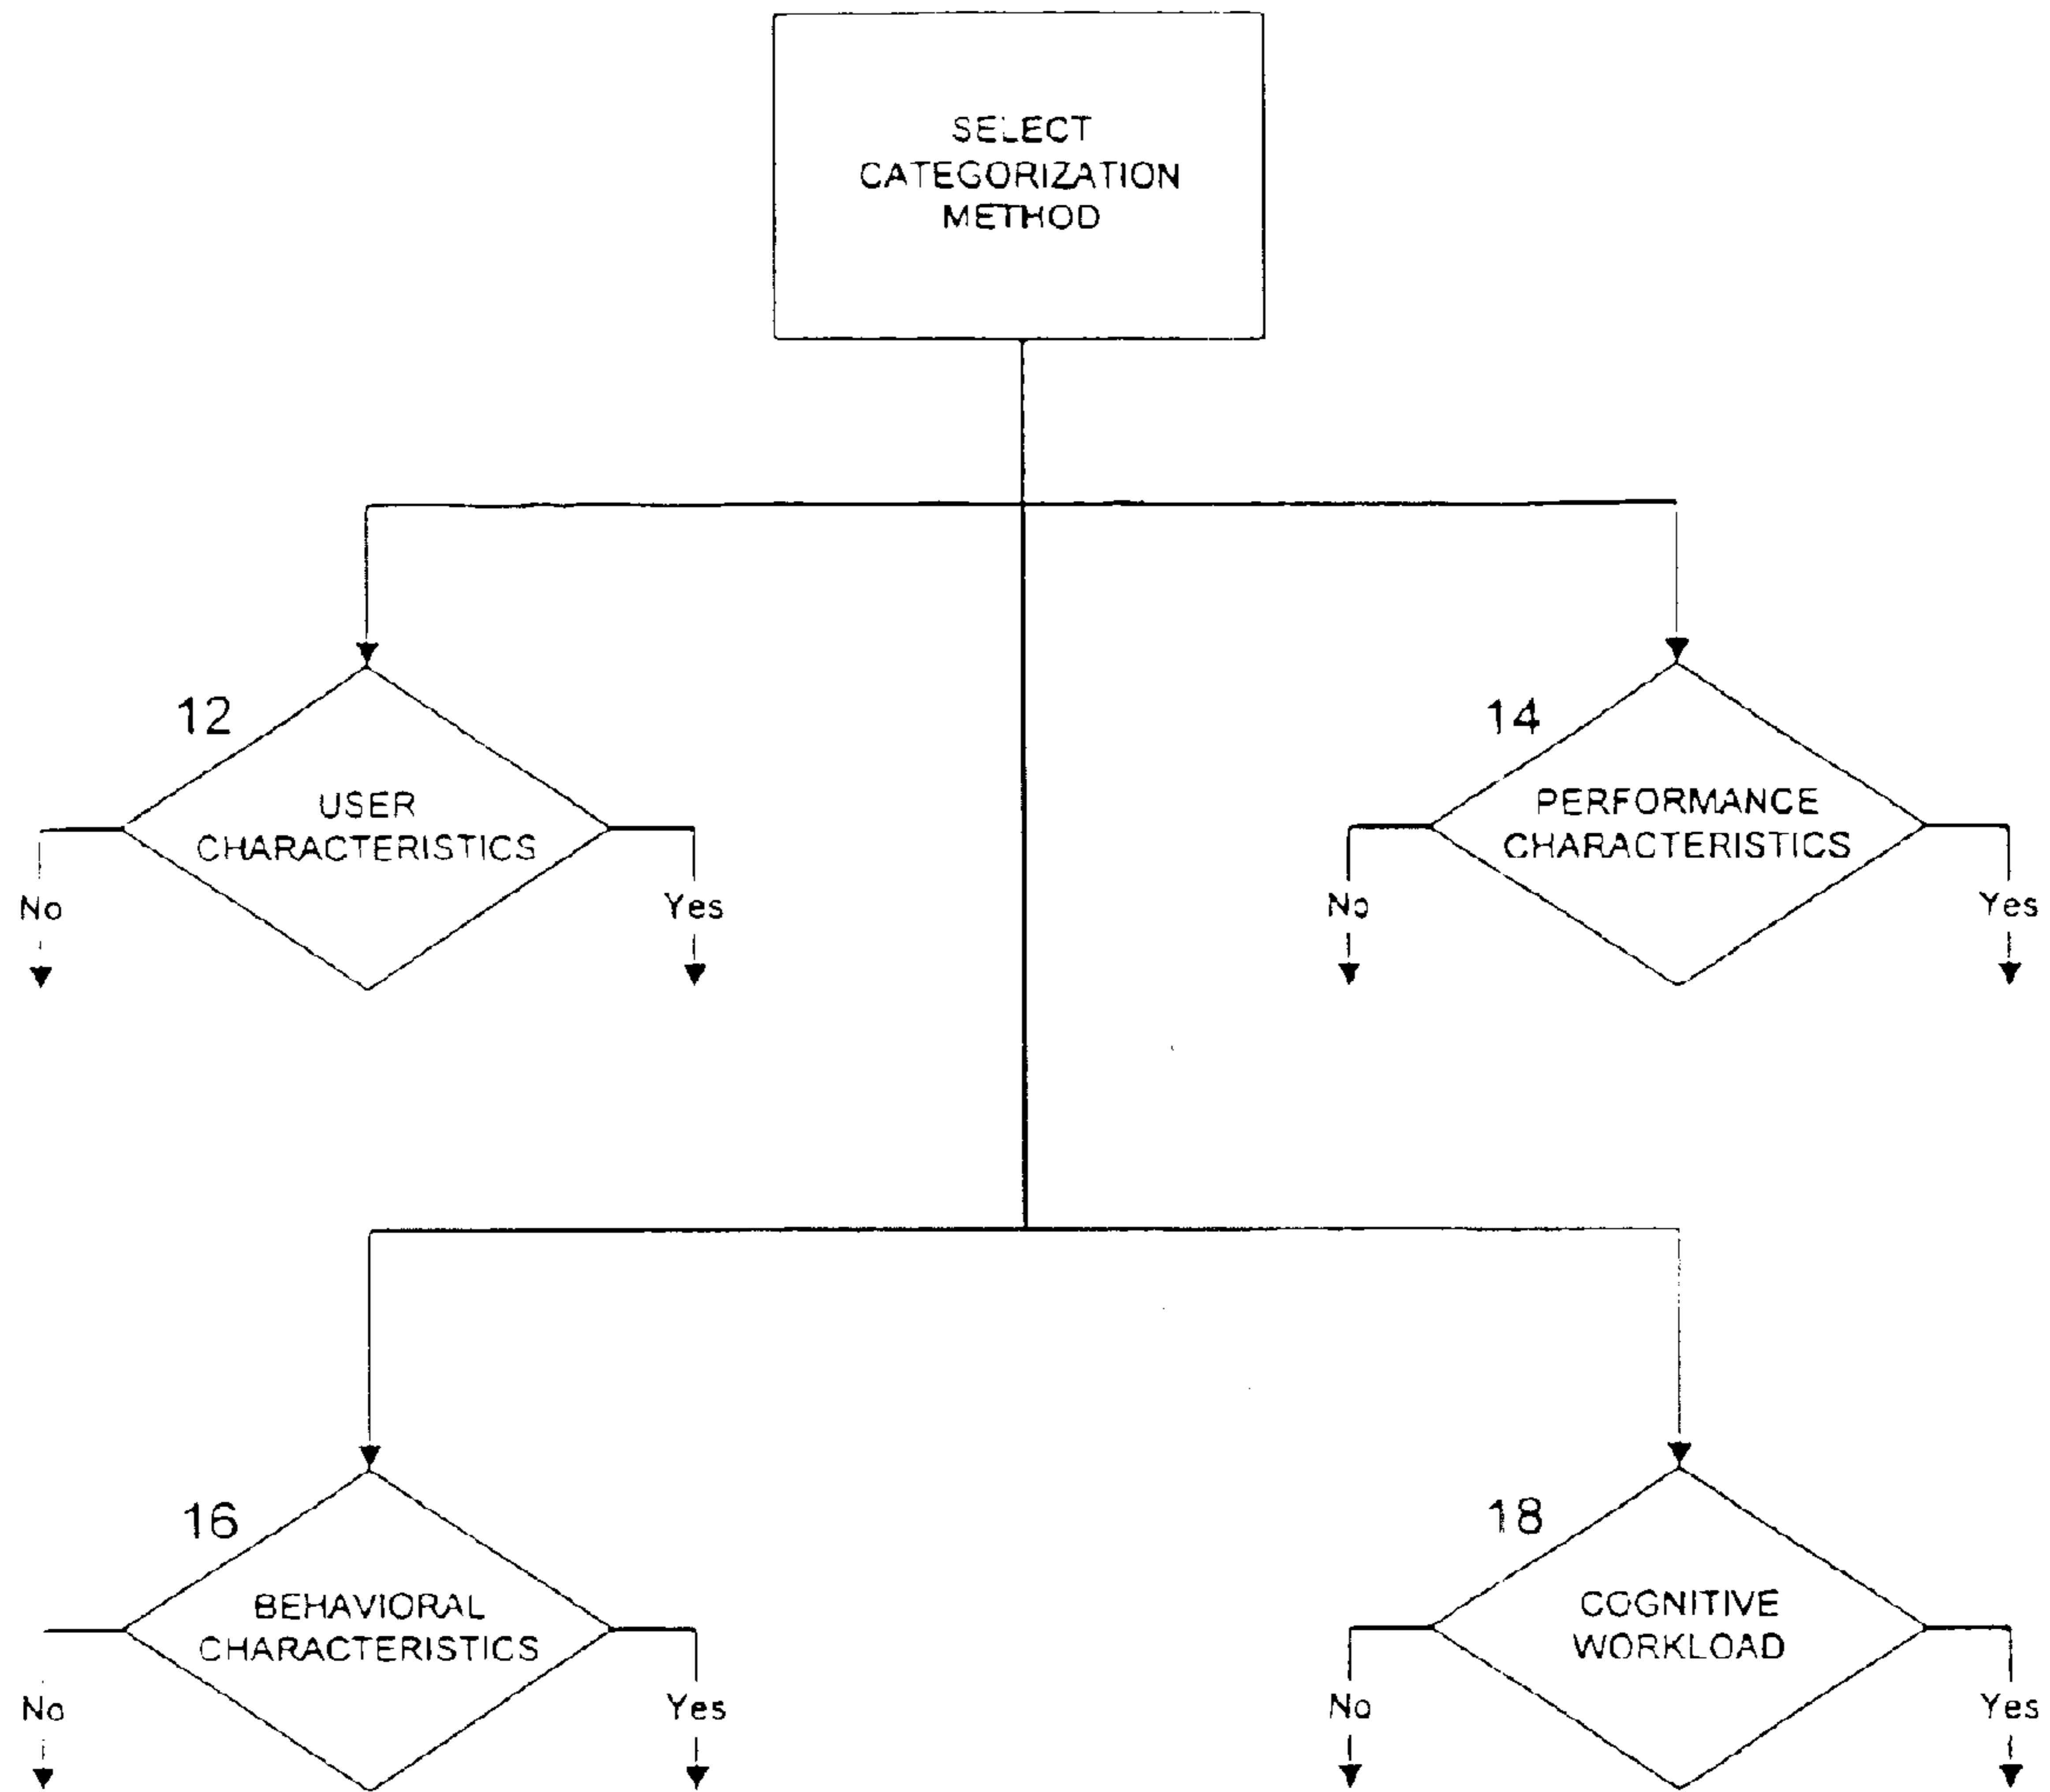 SELECT
CATEGORIZATION
METHOD
12
USER
CHARACTERISTICS
No
Yes
14
PERFORMANCE
CHARACTERISTICS
No
Yes
16
BEHAVIORAL
CHARACTERISTICS
No
Yes
18
COGNITIVE
WORKLOAD
No
Yes